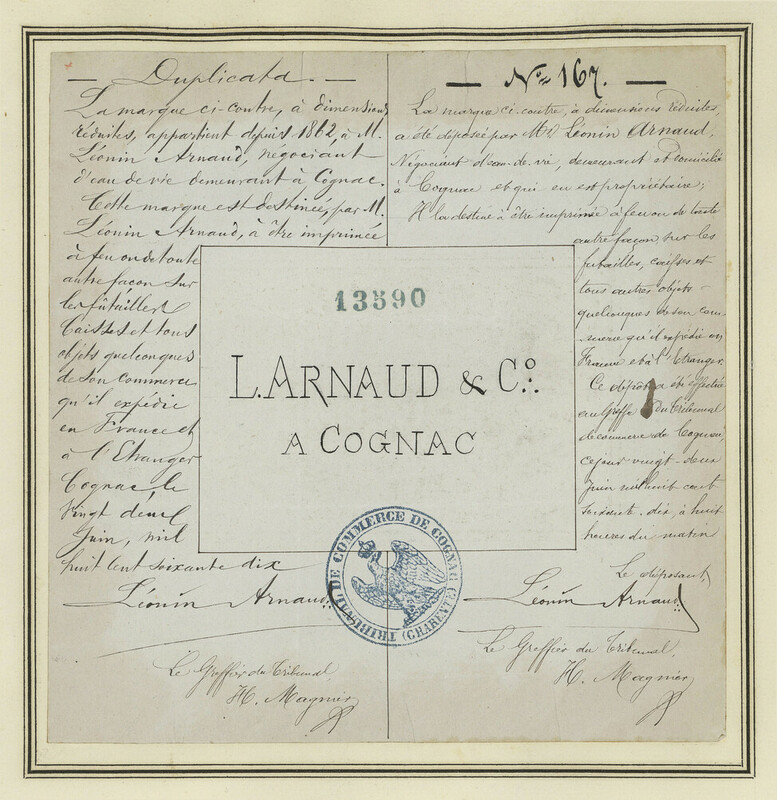 — Duplicata. —
La marque ci-contre, à dimensions
réduites, appartient depuis 1862 à M.
Léonin Arnaud, négociant
d'eau de vie demeurant à Cognac.
Cette marque est destinée, par M.
Léonin Arnaud, à être imprimée
à feu ou de toute
autre façon sur
les fûtailles
Caisses et tous
objets quelconques
de son commerce
qu'il expédie
en France et
à l'Etranger
Cognac le
Vingt deux
Juin, mil
huit cent soixante dix
Léonin Arnaud
Le Greffier du Tribunal
H. Magnier
— No 167. —
La marque ci-contre, à dimensions réduites,
a été déposée par Mr Léonin Arnaud,
Négociant d'eau-de-vie, demeurant et domicilié
à Cognac et qui en est propriétaire;
Il la destine à être imprimée à feu ou de toute
autre façon, sur les
futailles, caisses et
tous autres objets
quelconques de son com-
merce qu'il expédie en
France et à l'Etranger.
Ce dépôt a été effectué
au Greffe du Tribunal
de commerce de Cognac,
ce jour vingt-deux
Juin mil huit cent
soixante-dix, à huit
heures du matin
Le déposant,
Léonin Arnaud
Le Greffier du Tribunal,
H. Magnier
13590
L. ARNAUD & Co.
A COGNAC
TRIBUNAL DE COMMERCE DE COGNAC
(CHARENTE)